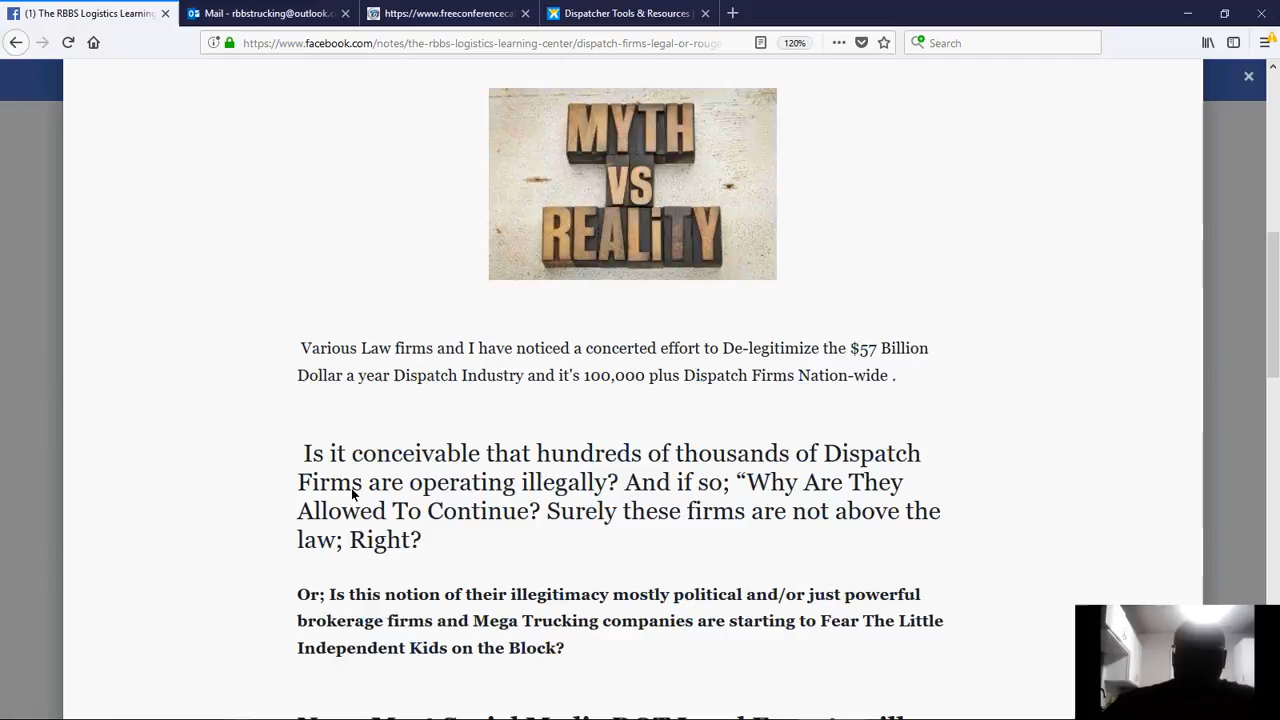 (1) The RBBS Logistics Learning
Mail - rbbstrucking@outlook.c
https://www.freeconferenceca
Dispatcher Tools & Resources
https://www.facebook.com/notes/the-rbbs-logistics-learning-center/dispatch-firms-legal-or-rouge
120%
Search
MYTH
VS
REALiTY
Various Law firms and I have noticed a concerted effort to De-legitimize the $57 Billion
Dollar a year Dispatch Industry and it's 100,000 plus Dispatch Firms Nation-wide .
Is it conceivable that hundreds of thousands of Dispatch
Firms are operating illegally? And if so; “Why Are They
Allowed To Continue? Surely these firms are not above the
law; Right?
Or; Is this notion of their illegitimacy mostly political and/or just powerful
brokerage firms and Mega Trucking companies are starting to Fear The Little
Independent Kids on the Block?